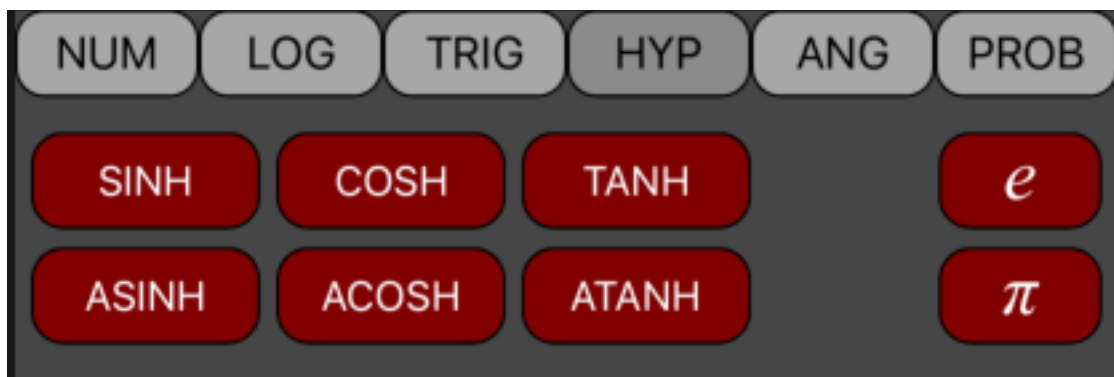 NUM LOG TRIG HYP ANG PROB
SINH COSH TANH e
ASINH ACOSH ATANH π